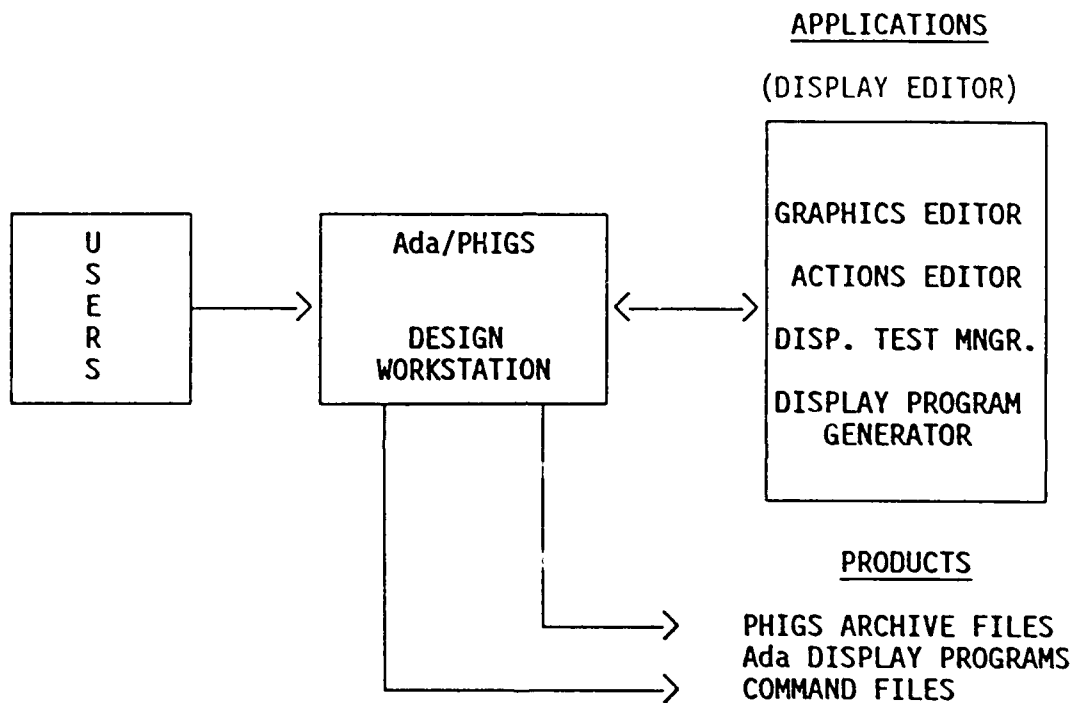 APPLICATIONS
(DISPLAY EDITOR)
U
S
E
R
S
Ada/PHIGS
DESIGN
WORKSTATION
GRAPHICS EDITOR
ACTIONS EDITOR
DISP. TEST MNGR.
DISPLAY PROGRAM
GENERATOR
PRODUCTS
PHIGS ARCHIVE FILES
Ada DISPLAY PROGRAMS
COMMAND FILES